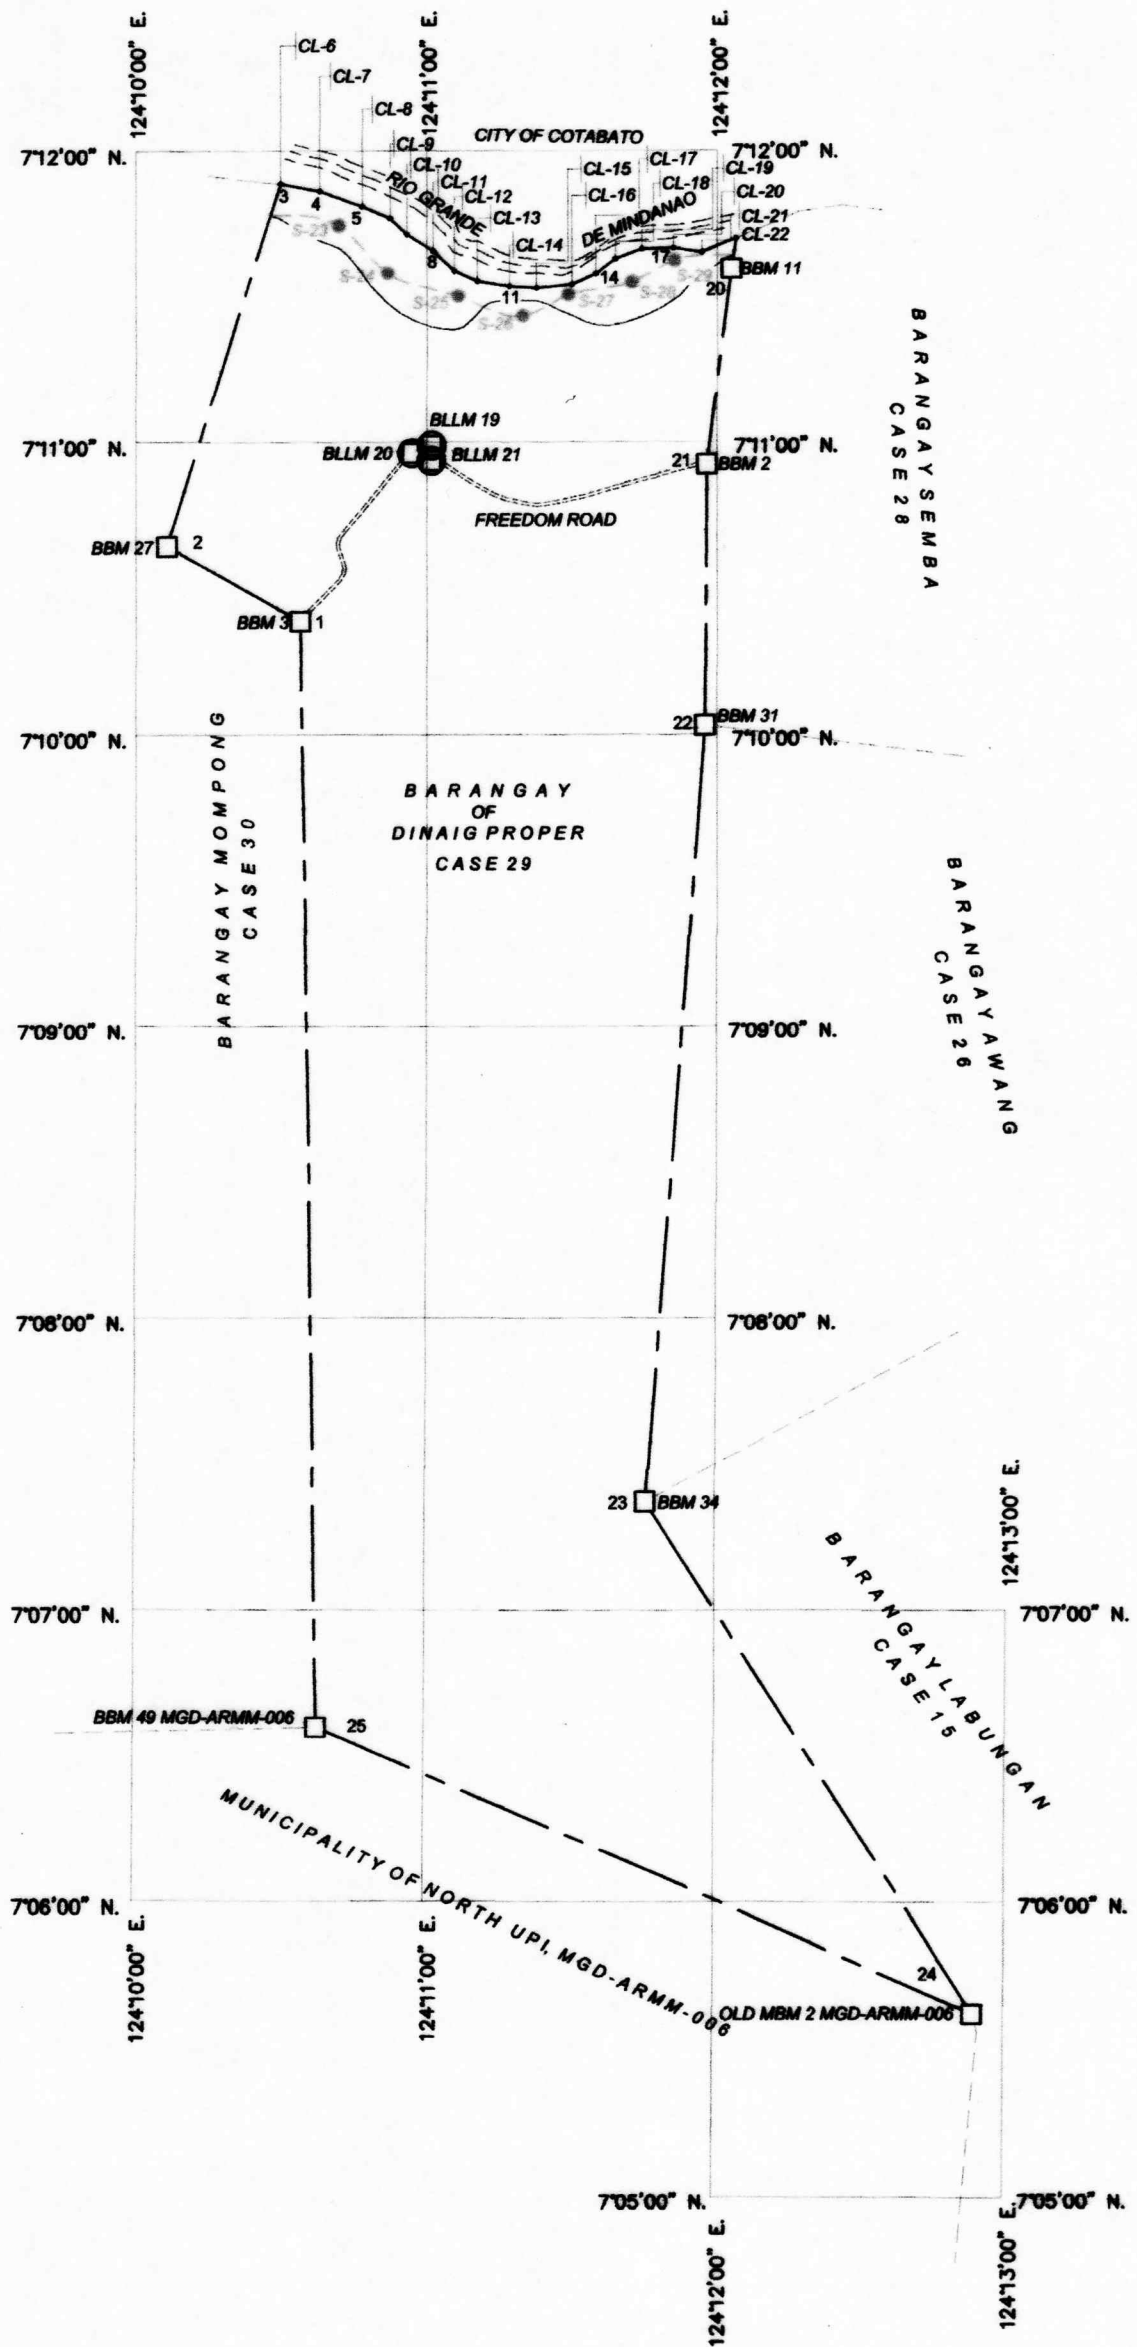 124°10'00" E.
124°11'00" E.
124°12'00" E.
CL-6
CL-7
CL-8
CL-9
CL-10
CL-11
CL-12
CL-13
CL-14
CL-15
CL-16
CL-17
CL-18
CL-19
CL-20
CL-21
CL-22
CITY OF COTABATO
7°12'00" N.
7°12'00" N.
RIO GRANDE
DE MINDANAO
3
4
5
8
11
14
17
20
BBM 11
S-23
S-24
S-25
S-26
S-27
S-28
S-29
BARANGAY SEMBA
CASE 28
7°11'00" N.
7°11'00" N.
BLLM 19
BLLM 20
BLLM 21
21
BBM 2
FREEDOM ROAD
BBM 27
2
BBM 3
1
22
BBM 31
7°10'00" N.
7°10'00" N.
BARANGAY MOMPONG
CASE 30
BARANGAY
OF
DINAIG PROPER
CASE 29
BARANGAY AWANG
CASE 26
7°09'00" N.
7°09'00" N.
7°08'00" N.
7°08'00" N.
23
BBM 34
124°13'00" E.
BARANGAY LABUNGAN
CASE 15
7°07'00" N.
7°07'00" N.
BBM 49 MGD-ARMM-006
25
MUNICIPALITY OF NORTH UPI, MGD-ARMM-006
7°06'00" N.
7°06'00" N.
124°10'00" E.
124°11'00" E.
24
OLD MBM 2 MGD-ARMM-006
7°05'00" N.
7°05'00" N.
124°12'00" E.
124°13'00" E.